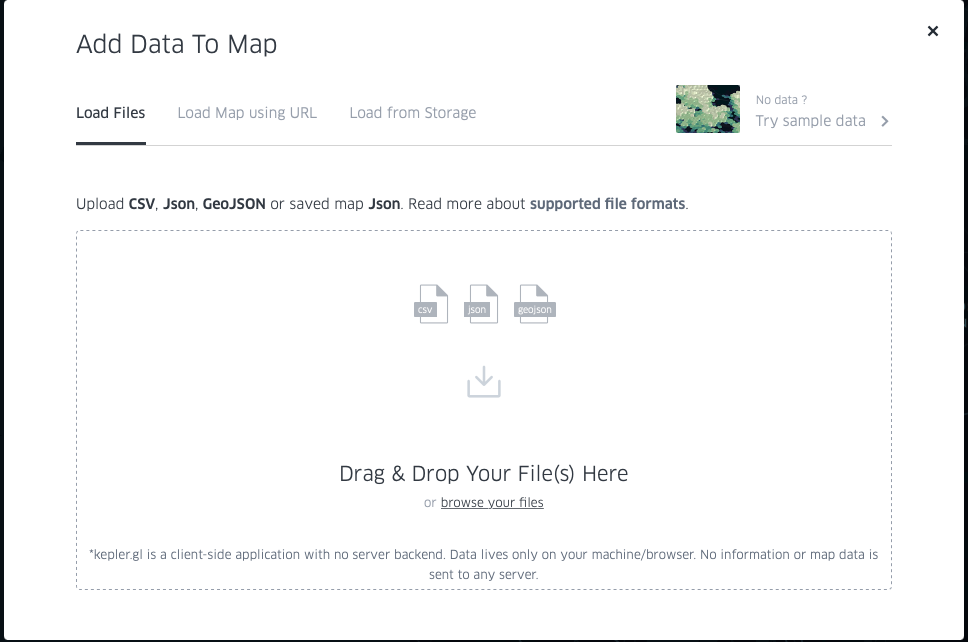 Add Data To Map
Load Files
Load Map using URL
Load from Storage
No data ?
Try sample data
Upload CSV, Json, GeoJSON or saved map Json. Read more about supported file formats.
csv
json
geojson
Drag & Drop Your File(s) Here
or browse your files
*kepler.gl is a client-side application with no server backend. Data lives only on your machine/browser. No information or map data is
sent to any server.